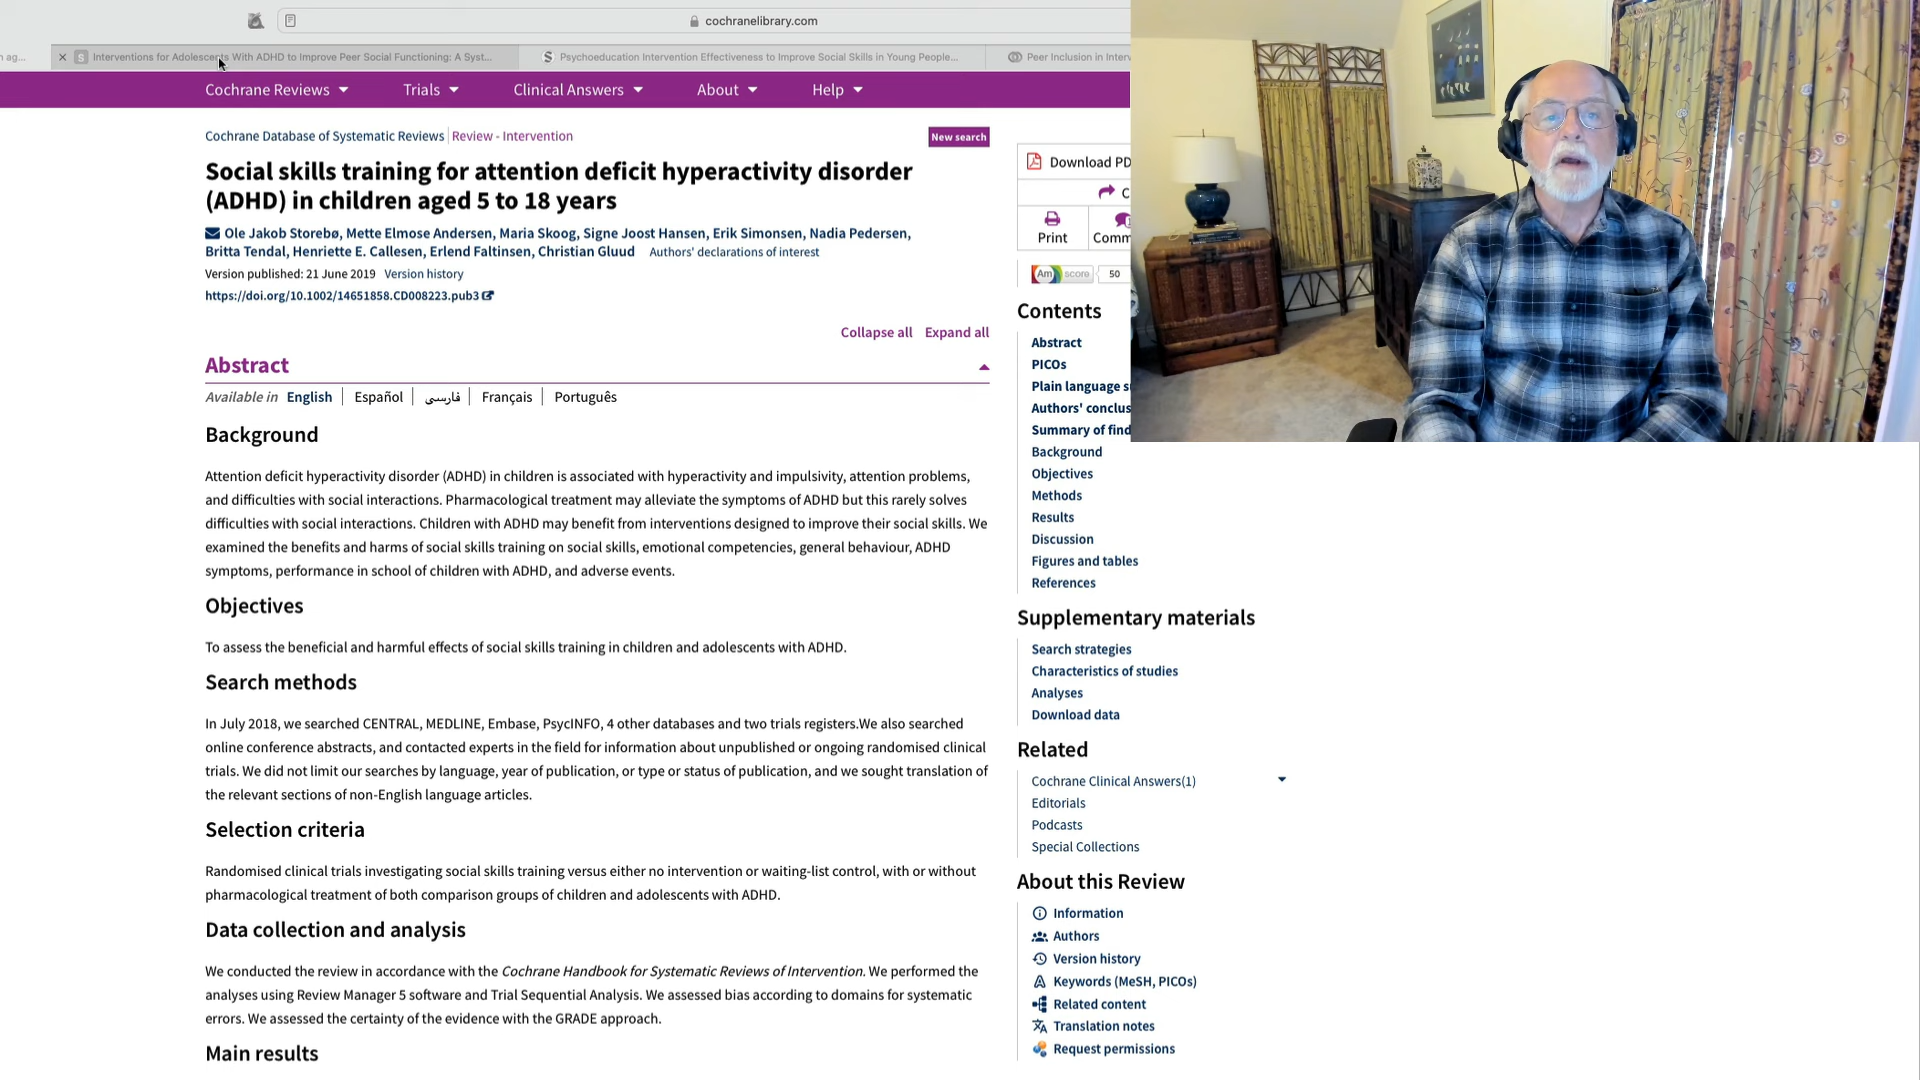 cochranelibrary.com
n ag...
Interventions for Adolescents With ADHD to Improve Peer Social Functioning: A Syst...
Psychoeducation Intervention Effectiveness to Improve Social Skills in Young People...
Peer Inclusion in Interv
Cochrane Reviews
Trials
Clinical Answers
About
Help
Cochrane Database of Systematic Reviews Review - Intervention
New search
Social skills training for attention deficit hyperactivity disorder
(ADHD) in children aged 5 to 18 years
Ole Jakob Storebø, Mette Elmose Andersen, Maria Skoog, Signe Joost Hansen, Erik Simonsen, Nadia Pedersen,
Britta Tendal, Henriette E. Callesen, Erlend Faltinsen, Christian Gluud Authors' declarations of interest
Version published: 21 June 2019 Version history
https://doi.org/10.1002/14651858.CD008223.pub3
Collapse all Expand all
Abstract
Available in English Español فارسی Français Português
Background
Attention deficit hyperactivity disorder (ADHD) in children is associated with hyperactivity and impulsivity, attention problems,
and difficulties with social interactions. Pharmacological treatment may alleviate the symptoms of ADHD but this rarely solves
difficulties with social interactions. Children with ADHD may benefit from interventions designed to improve their social skills. We
examined the benefits and harms of social skills training on social skills, emotional competencies, general behaviour, ADHD
symptoms, performance in school of children with ADHD, and adverse events.
Objectives
To assess the beneficial and harmful effects of social skills training in children and adolescents with ADHD.
Search methods
In July 2018, we searched CENTRAL, MEDLINE, Embase, PsycINFO, 4 other databases and two trials registers.We also searched
online conference abstracts, and contacted experts in the field for information about unpublished or ongoing randomised clinical
trials. We did not limit our searches by language, year of publication, or type or status of publication, and we sought translation of
the relevant sections of non-English language articles.
Selection criteria
Randomised clinical trials investigating social skills training versus either no intervention or waiting-list control, with or without
pharmacological treatment of both comparison groups of children and adolescents with ADHD.
Data collection and analysis
We conducted the review in accordance with the Cochrane Handbook for Systematic Reviews of Intervention. We performed the
analyses using Review Manager 5 software and Trial Sequential Analysis. We assessed bias according to domains for systematic
errors. We assessed the certainty of the evidence with the GRADE approach.
Main results
Download PD
C
Print
Comm
Am score 50
Contents
Abstract
PICOs
Plain language s
Authors' conclus
Summary of find
Background
Objectives
Methods
Results
Discussion
Figures and tables
References
Supplementary materials
Search strategies
Characteristics of studies
Analyses
Download data
Related
Cochrane Clinical Answers(1)
Editorials
Podcasts
Special Collections
About this Review
Information
Authors
Version history
Keywords (MeSH, PICOs)
Related content
Translation notes
Request permissions